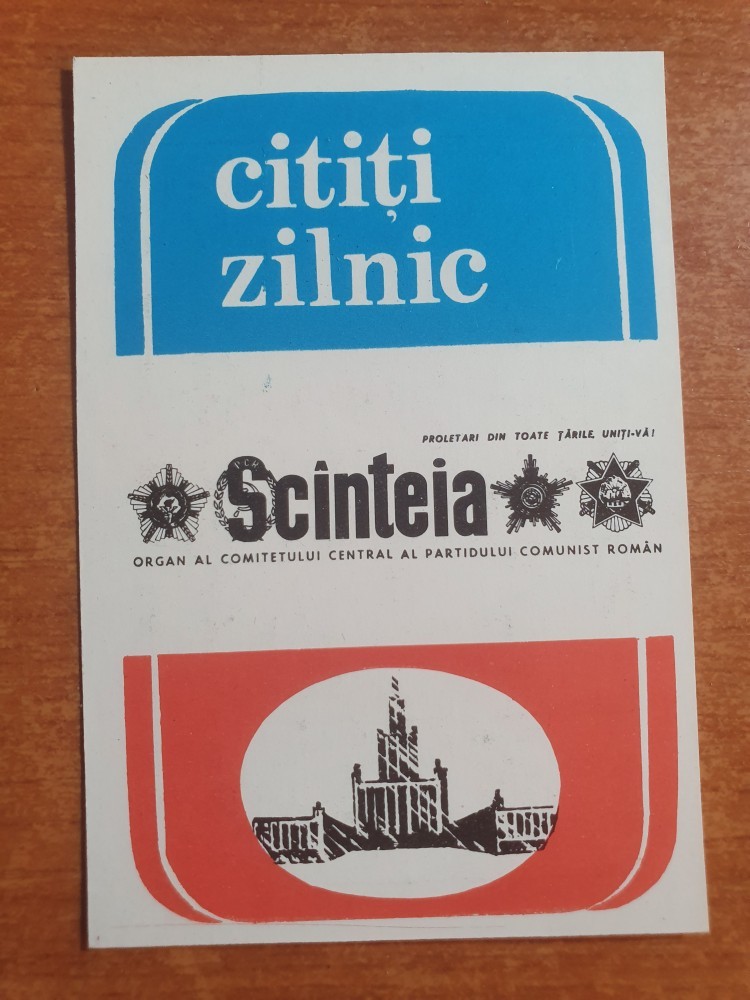 citiți
zilnic
PROLETARI DIN TOATE ȚĂRILE, UNIȚI-VĂ!
P.C.R.
Scînteia
ORGAN AL COMITETULUI CENTRAL AL PARTIDULUI COMUNIST ROMÂN